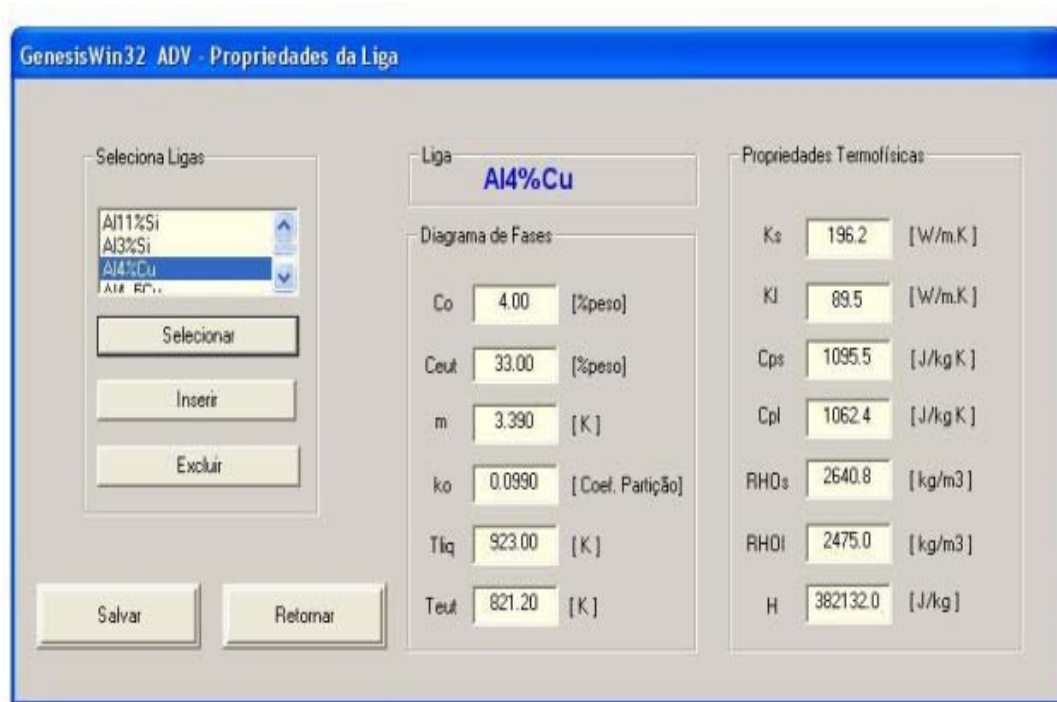 GenesisWin32 ADV - Propriedades da Liga
Seleciona Ligas
Al11%Si
Al3%Si
Al4%Cu
Selecionar
Inserir
Excluir
Salvar
Retornar
Liga
Al4%Cu
Diagrama de Fases
Co 4.00 [%peso]
Ceut 33.00 [%peso]
m 3.390 [ K ]
ko 0.0990 [ Coef. Partição]
Tliq 923.00 [ K ]
Teut 821.20 [ K ]
Propriedades Termofísicas
Ks 196.2 [ W/m.K ]
Kl 89.5 [ W/m.K ]
Cps 1095.5 [ J/kg K ]
Cpl 1062.4 [ J/kg K ]
RHOs 2640.8 [ kg/m3 ]
RHOl 2475.0 [ kg/m3 ]
H 382132.0 [ J/kg ]